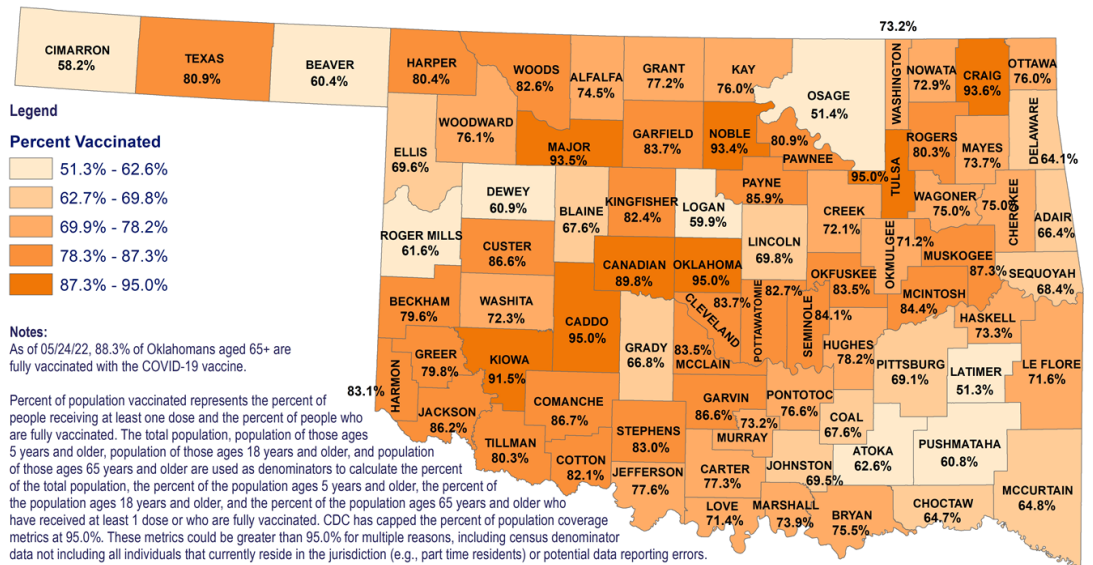 73.2%
CIMARRON
58.2%
TEXAS
80.9%
BEAVER
60.4%
HARPER
80.4%
WOODS
82.6%
ALFALFA
74.5%
GRANT
77.2%
KAY
76.0%
OSAGE
51.4%
WASHINGTON
NOWATA
72.9%
CRAIG
93.6%
OTTAWA
76.0%
Legend
Percent Vaccinated
51.3% - 62.6%
62.7% - 69.8%
69.9% - 78.2%
78.3% - 87.3%
87.3% - 95.0%
WOODWARD
76.1%
ELLIS
69.6%
MAJOR
93.5%
GARFIELD
83.7%
NOBLE
93.4%
80.9%
PAWNEE
ROGERS
80.3%
MAYES
73.7%
DELAWARE
64.1%
95.0%
TULSA
DEWEY
60.9%
BLAINE
67.6%
KINGFISHER
82.4%
LOGAN
59.9%
PAYNE
85.9%
CREEK
72.1%
WAGONER
75.0%
75.0%
CHEROKEE
ADAIR
66.4%
ROGER MILLS
61.6%
CUSTER
86.6%
CANADIAN
89.8%
OKLAHOMA
95.0%
LINCOLN
69.8%
OKMULGEE
71.2%
MUSKOGEE
87.3%
SEQUOYAH
68.4%
OKFUSKEE
83.5%
MCINTOSH
84.4%
BECKHAM
79.6%
WASHITA
72.3%
CADDO
95.0%
83.7%
CLEVELAND
POTTAWATOMIE
82.7%
SEMINOLE
84.1%
HASKELL
73.3%
Notes:
As of 05/24/22, 88.3% of Oklahomans aged 65+ are
fully vaccinated with the COVID-19 vaccine.
GREER
79.8%
KIOWA
91.5%
GRADY
66.8%
83.5%
MCCLAIN
HUGHES
78.2%
PITTSBURG
69.1%
LATIMER
51.3%
LE FLORE
71.6%
83.1%
HARMON
JACKSON
86.2%
COMANCHE
86.7%
GARVIN
86.6%
PONTOTOC
76.6%
COAL
67.6%
TILLMAN
80.3%
COTTON
82.1%
STEPHENS
83.0%
73.2%
MURRAY
ATOKA
62.6%
PUSHMATAHA
60.8%
JEFFERSON
77.6%
CARTER
77.3%
JOHNSTON
69.5%
MCCURTAIN
64.8%
LOVE
71.4%
MARSHALL
73.9%
BRYAN
75.5%
CHOCTAW
64.7%
Percent of population vaccinated represents the percent of
people receiving at least one dose and the percent of people who
are fully vaccinated. The total population, population of those ages
5 years and older, population of those ages 18 years and older, and population
of those ages 65 years and older are used as denominators to calculate the percent
of the total population, the percent of the population ages 5 years and older, the percent of
the population ages 18 years and older, and the percent of the population ages 65 years and older who
have received at least 1 dose or who are fully vaccinated. CDC has capped the percent of population coverage
metrics at 95.0%. These metrics could be greater than 95.0% for multiple reasons, including census denominator
data not including all individuals that currently reside in the jurisdiction (e.g., part time residents) or potential data reporting errors.